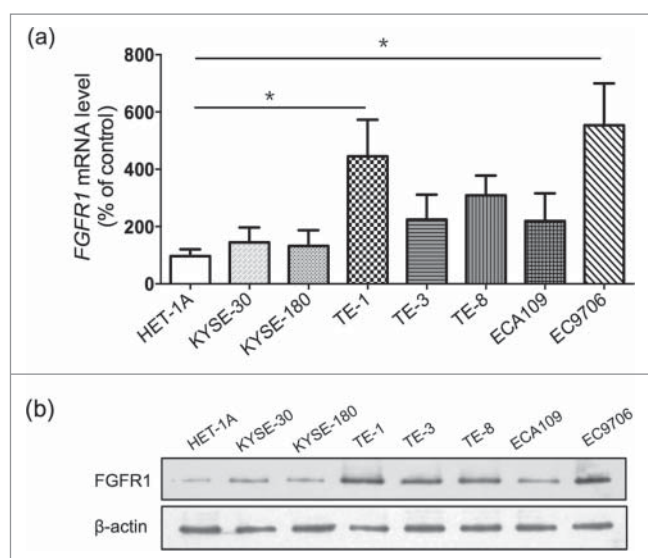 (a)
*
*
FGFR1 mRNA level
(% of control)
800
600
400
200
0
HET-1A
KYSE-30
KYSE-180
TE-1
TE-3
TE-8
ECA109
EC9706
(b)
HET-1A KYSE-30 KYSE-180 TE-1 TE-3 TE-8 ECA109 EC9706
FGFR1
β-actin